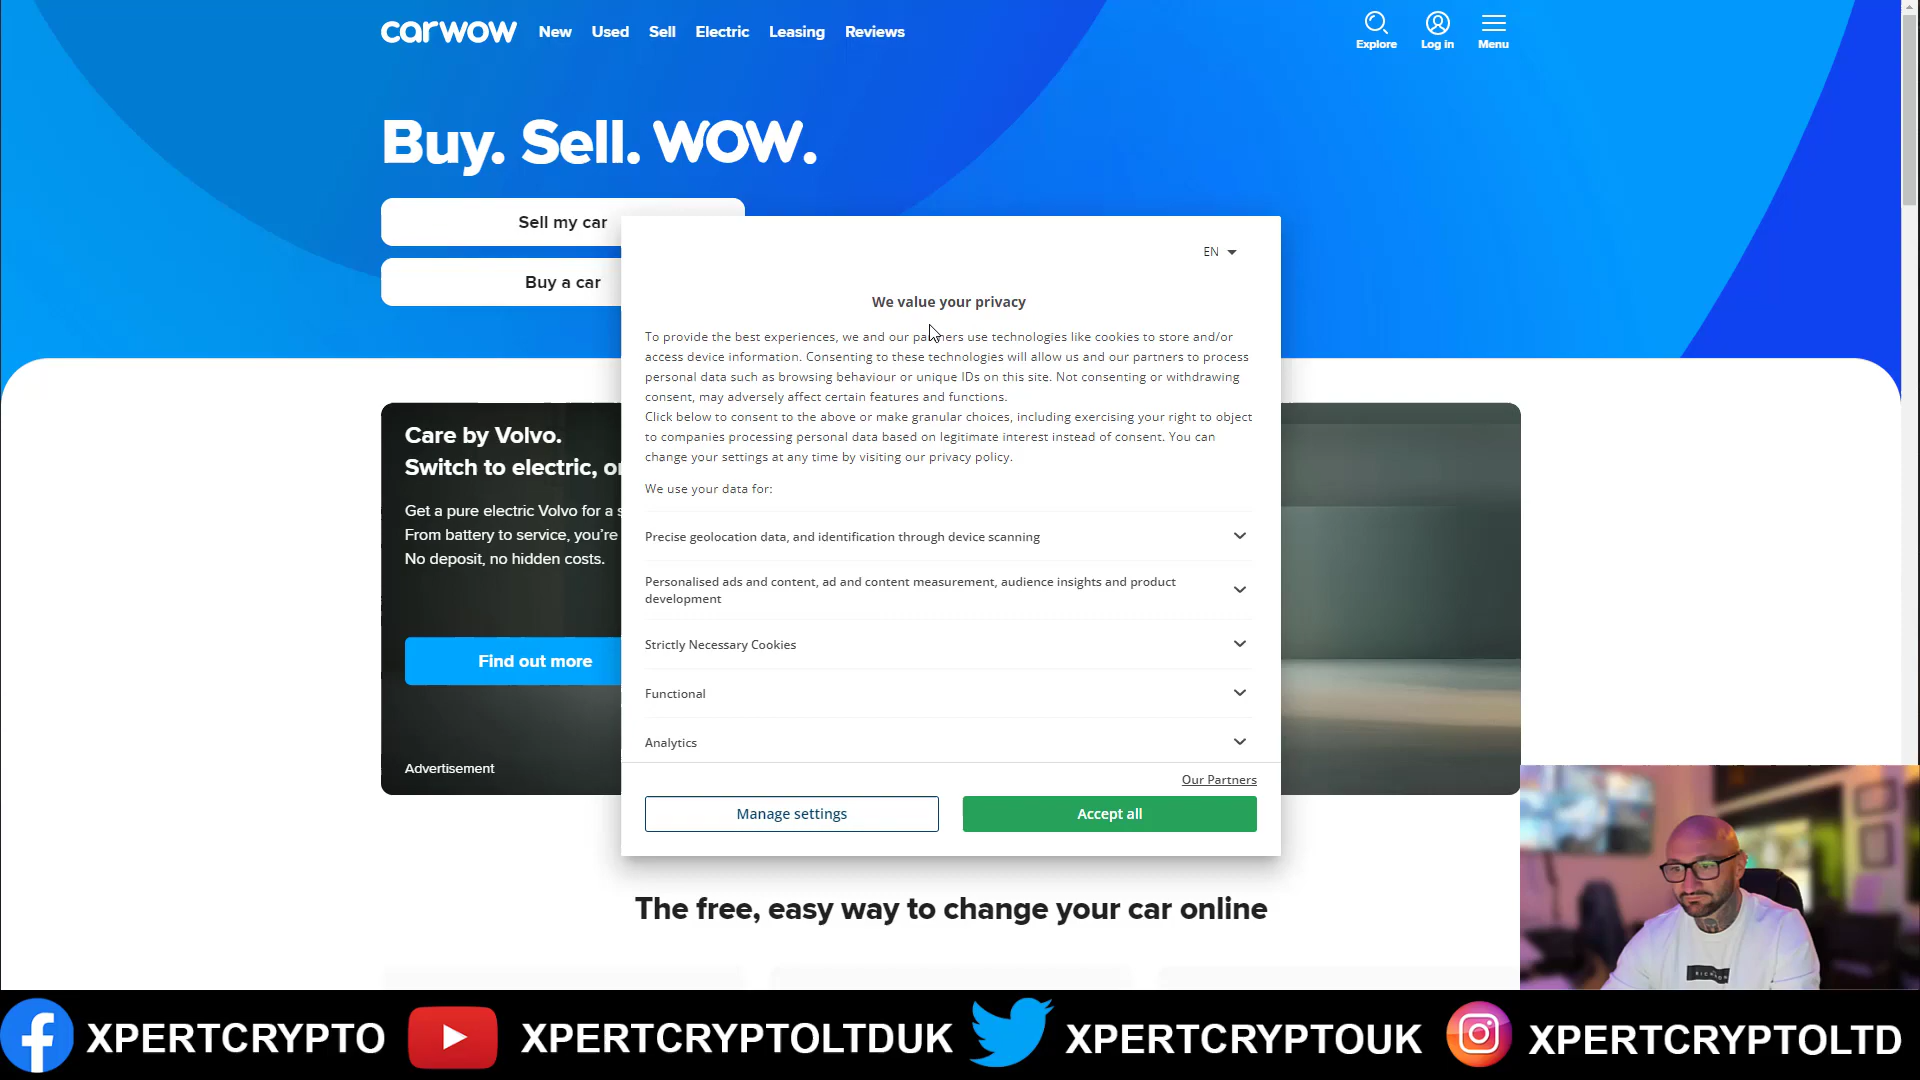 carwow New Used Sell Electric Leasing Reviews
Explore Log in Menu
Buy. Sell. WOW.
Sell my car
Buy a car
EN
We value your privacy
To provide the best experiences, we and our partners use technologies like cookies to store and/or
access device information. Consenting to these technologies will allow us and our partners to process
personal data such as browsing behaviour or unique IDs on this site. Not consenting or withdrawing
consent, may adversely affect certain features and functions.
Click below to consent to the above or make granular choices, including exercising your right to object
to companies processing personal data based on legitimate interest instead of consent. You can
change your settings at any time by visiting our privacy policy.
We use your data for:
Precise geolocation data, and identification through device scanning
Personalised ads and content, ad and content measurement, audience insights and product
development
Strictly Necessary Cookies
Functional
Analytics
Our Partners
Manage settings Accept all
Care by Volvo.
Switch to electric,
Get a pure electric Volvo for a
From battery to service, you're
No deposit, no hidden costs.
Find out more
Advertisement
The free, easy way to change your car online
XPERTCRYPTO XPERTCRYPTOLTDUK XPERTCRYPTOUK XPERTCRYPTOLTD